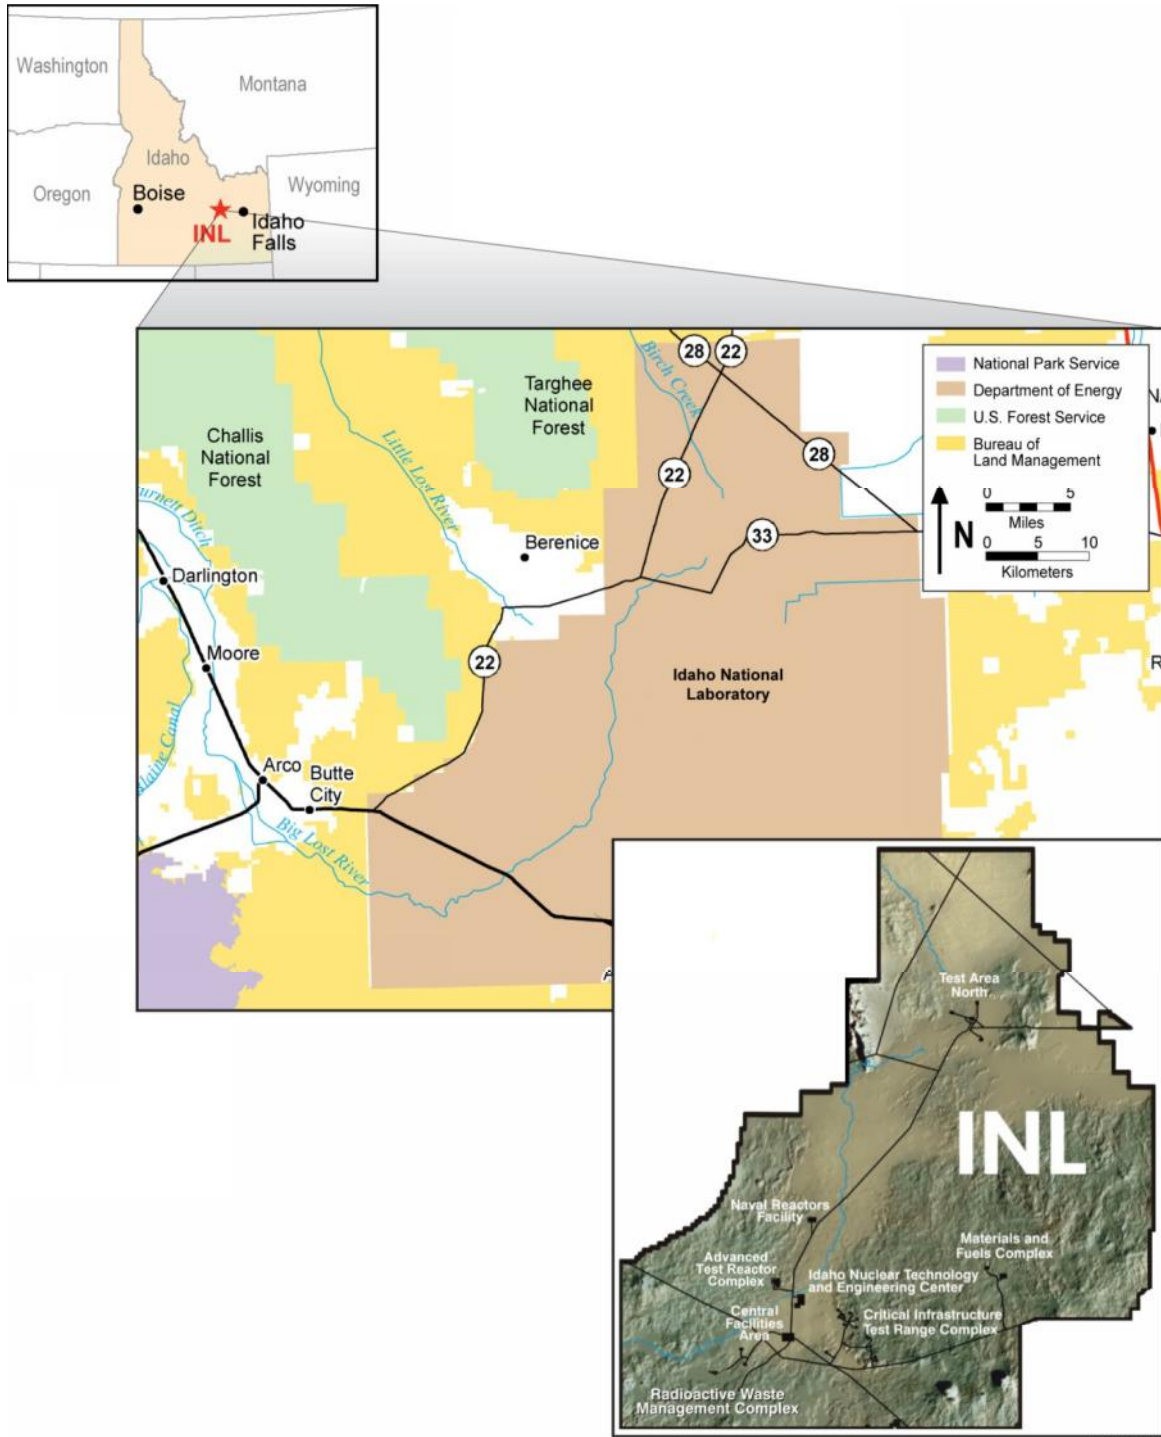 Washington
Montana
Idaho
Oregon
Boise
Wyoming
INL
Idaho
Falls
28
22
Birch Creek
National Park Service
Department of Energy
U.S. Forest Service
Bureau of
Land Management
0 5
Miles
0 5 10
Kilometers
N
Targhee
National
Forest
Challis
National
Forest
Little Lost River
22
28
33
urnett Ditch
Berenice
Darlington
Moore
22
Idaho National
Laboratory
R
laine Canal
Arco
Butte
City
Big Lost River
Test Area
North
INL
Naval Reactors
Facility
Materials and
Fuels Complex
Advanced
Test Reactor
Complex
Idaho Nuclear Technology
and Engineering Center
Central
Facilities
Area
Critical Infrastructure
Test Range Complex
Radioactive Waste
Management Complex